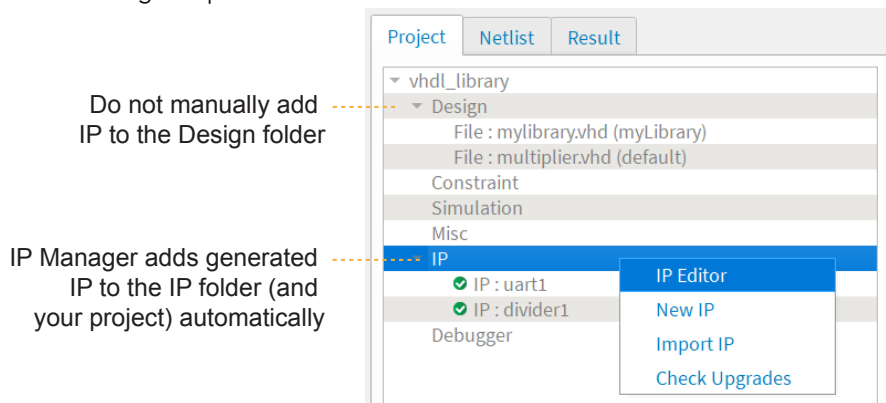 Project Netlist Result
vhdl_library
Do not manually add
IP to the Design folder
Design
File : mylibrary.vhd (myLibrary)
File : multiplier.vhd (default)
Constraint
Simulation
Misc
IP Manager adds generated
IP to the IP folder (and
your project) automatically
IP
IP : uart1
IP : divider1
Debugger
IP Editor
New IP
Import IP
Check Upgrades